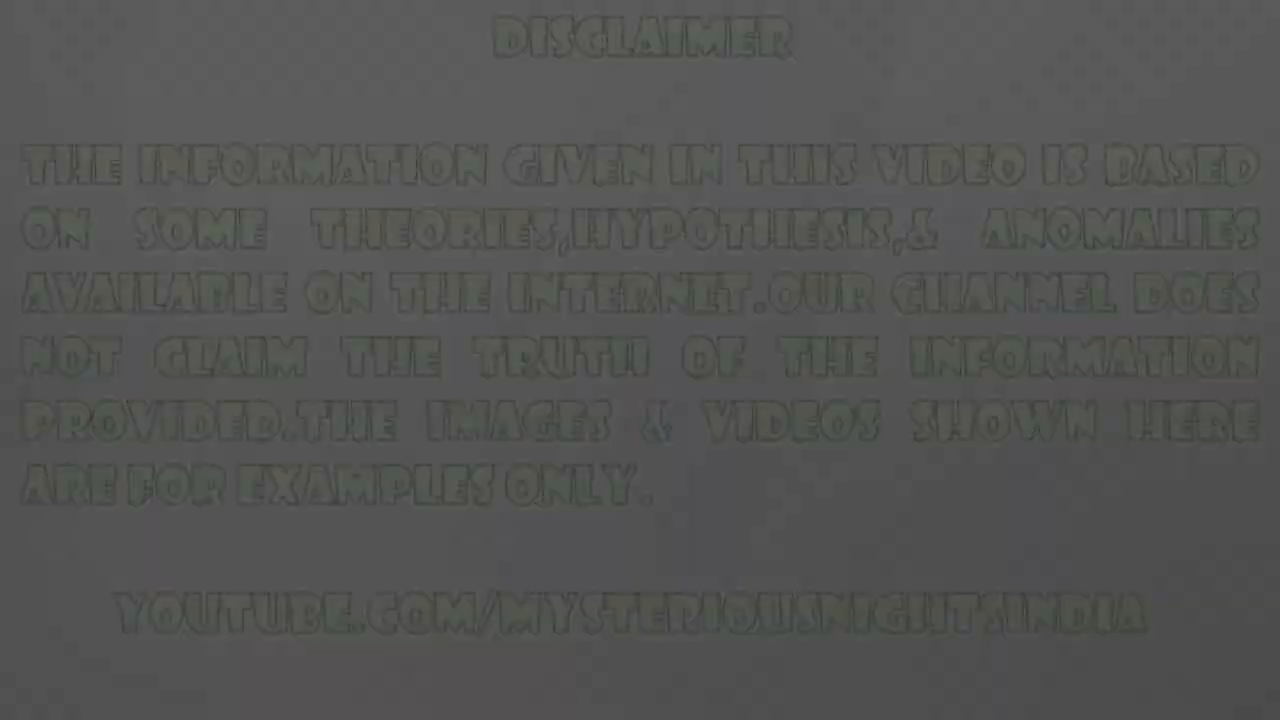 DISCLAIMER
THE INFORMATION GIVEN IN THIS VIDEO IS BASED
ON SOME THEORIES,HYPOTHESIS,& ANOMALIES
AVAILABLE ON THE INTERNET.OUR CHANNEL DOES
NOT CLAIM THE TRUTH OF THE INFORMATION
PROVIDED.THE IMAGES & VIDEOS SHOWN HERE
ARE FOR EXAMPLES ONLY.
YOUTUBE.COM/MYSTERIOUSNIGHTSINDIA